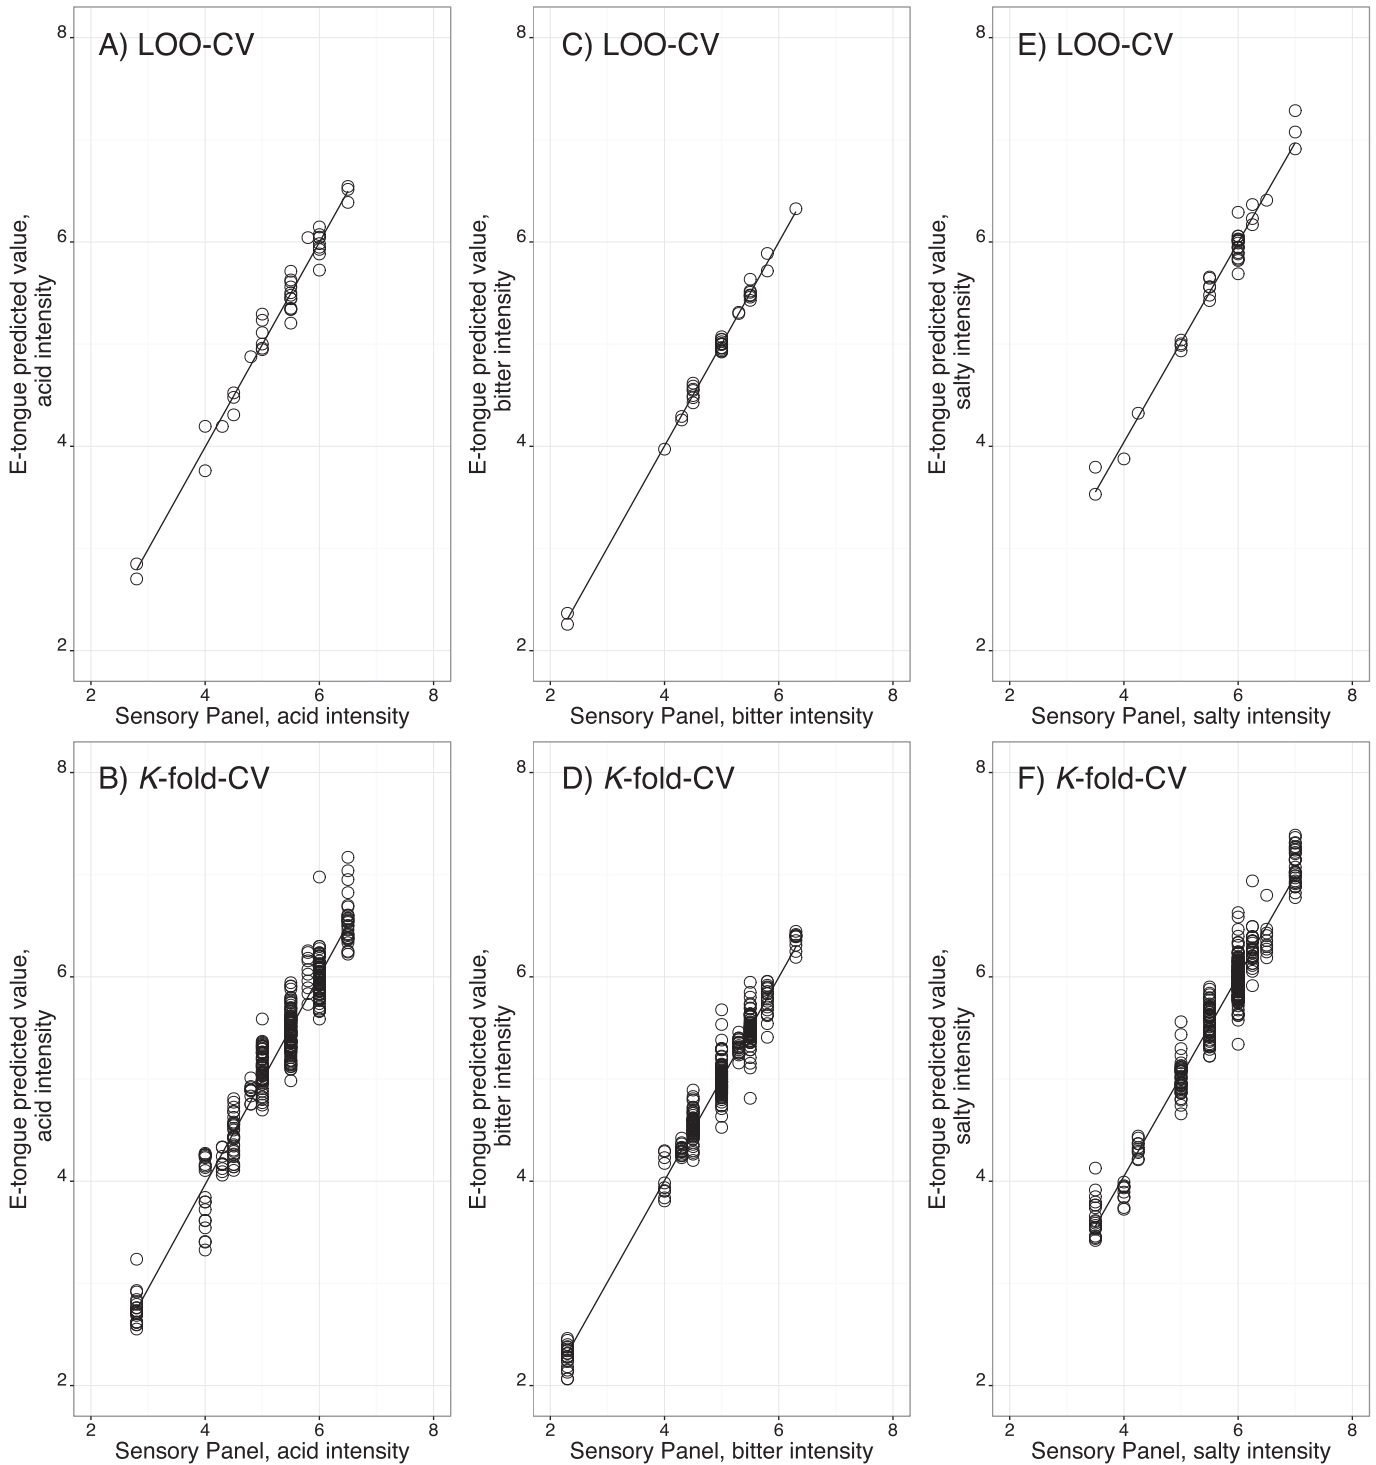 A) LOO-CV
8
6
4
2
E-tongue predicted value,
acid intensity
2 4 6 8
Sensory Panel, acid intensity
C) LOO-CV
8
6
4
2
E-tongue predicted value,
bitter intensity
2 4 6 8
Sensory Panel, bitter intensity
E) LOO-CV
8
6
4
2
E-tongue predicted value,
salty intensity
2 4 6 8
Sensory Panel, salty intensity
B) K-fold-CV
8
6
4
2
E-tongue predicted value,
acid intensity
2 4 6 8
Sensory Panel, acid intensity
D) K-fold-CV
8
6
4
2
E-tongue predicted value,
bitter intensity
2 4 6 8
Sensory Panel, bitter intensity
F) K-fold-CV
8
6
4
2
E-tongue predicted value,
salty intensity
2 4 6 8
Sensory Panel, salty intensity